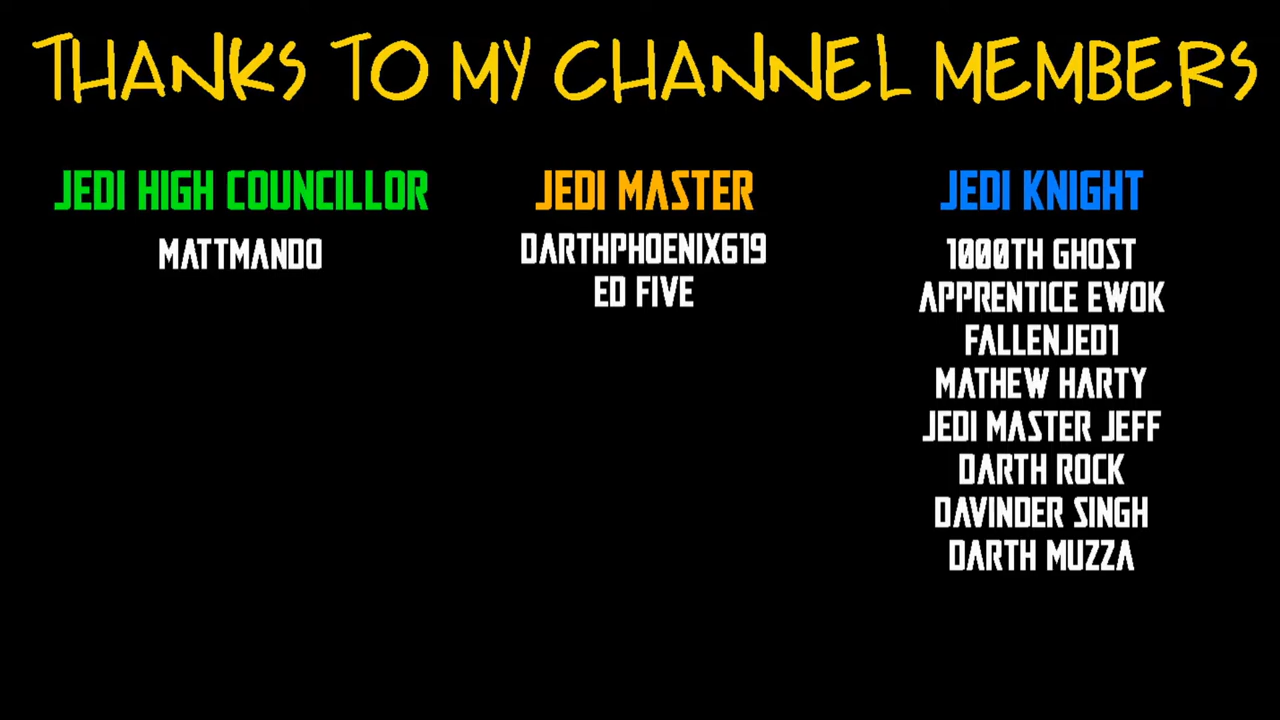 THANKS TO MY CHANNEL MEMBERS
JEDI HIGH COUNCILLOR
MATTMANDO
JEDI MASTER
DARTHPHOENIX619
ED FIVE
JEDI KNIGHT
1000TH GHOST
APPRENTICE EWOK
FALLENJED1
MATHEW HARTY
JEDI MASTER JEFF
DARTH ROCK
DAVINDER SINGH
DARTH MUZZA